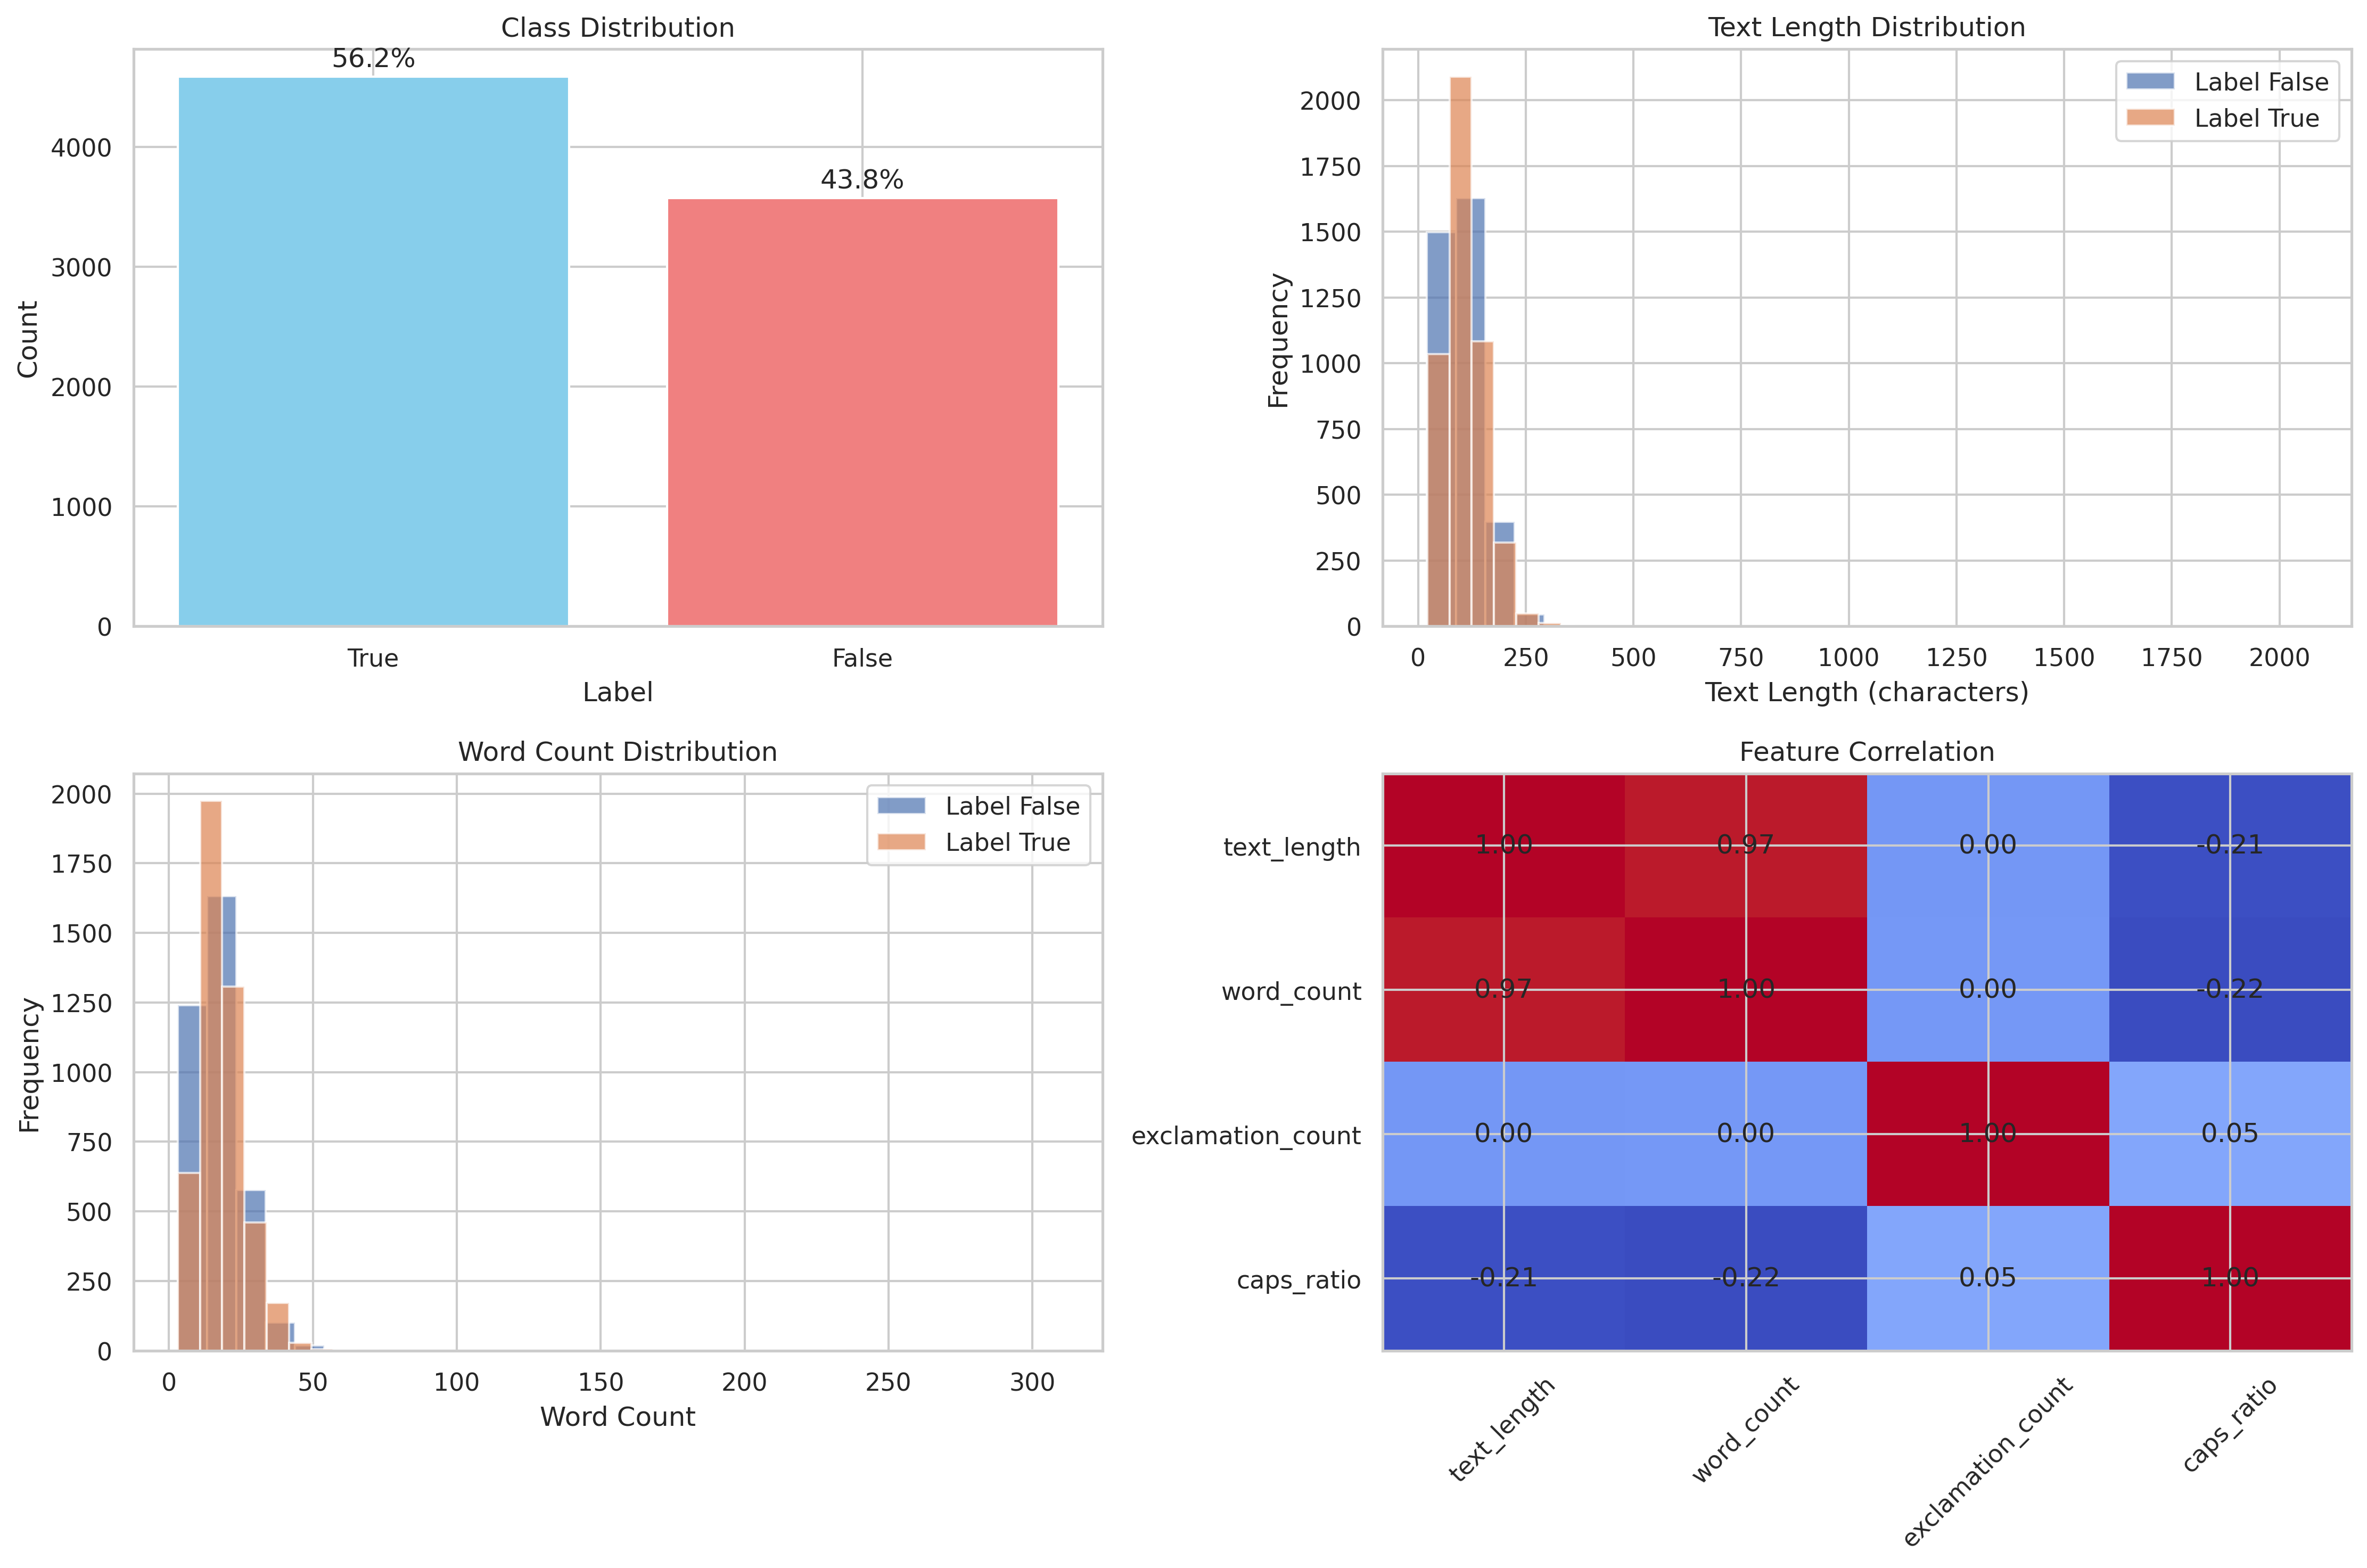 Class Distribution
56.2%
43.8%
4000
3000
2000
1000
0
Count
True
False
Label
Text Length Distribution
Label False
Label True
2000
1750
1500
1250
1000
750
500
250
0
Frequency
0
250
500
750
1000
1250
1500
1750
2000
Text Length (characters)
Word Count Distribution
Label False
Label True
2000
1750
1500
1250
1000
750
500
250
0
Frequency
0
50
100
150
200
250
300
Word Count
Feature Correlation
text_length
1.00
0.97
0.00
-0.21
word_count
0.97
1.00
0.00
-0.22
exclamation_count
0.00
0.00
1.00
0.05
caps_ratio
-0.21
-0.22
0.05
1.00
text_length
word_count
exclamation_count
caps_ratio